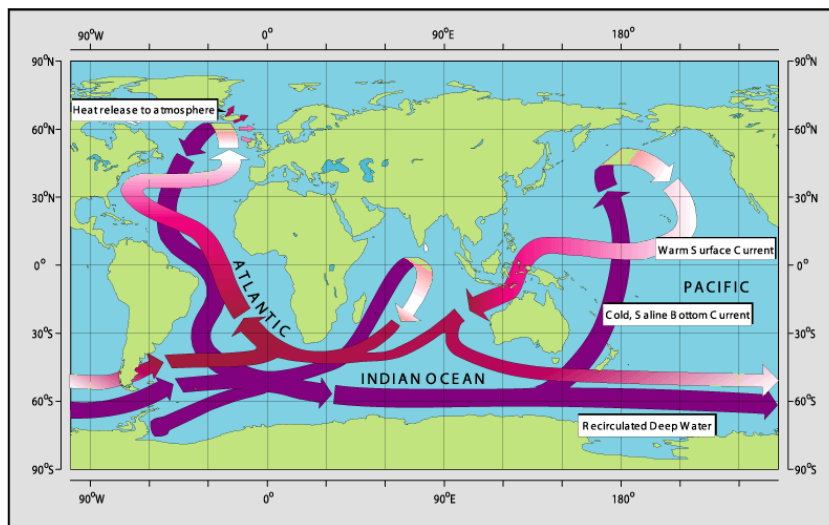 90°W 0° 90°E 180°
90°N 90°N
Heat release to atmosphere
60°N 60°N
30°N 30°N
Warm Surface Current
0° 0°
ATLANTIC
PACIFIC
Cold, Saline Bottom Current
30°S 30°S
INDIAN OCEAN
60°S 60°S
Recirculated Deep Water
90°S 90°S
90°W 0° 90°E 180°